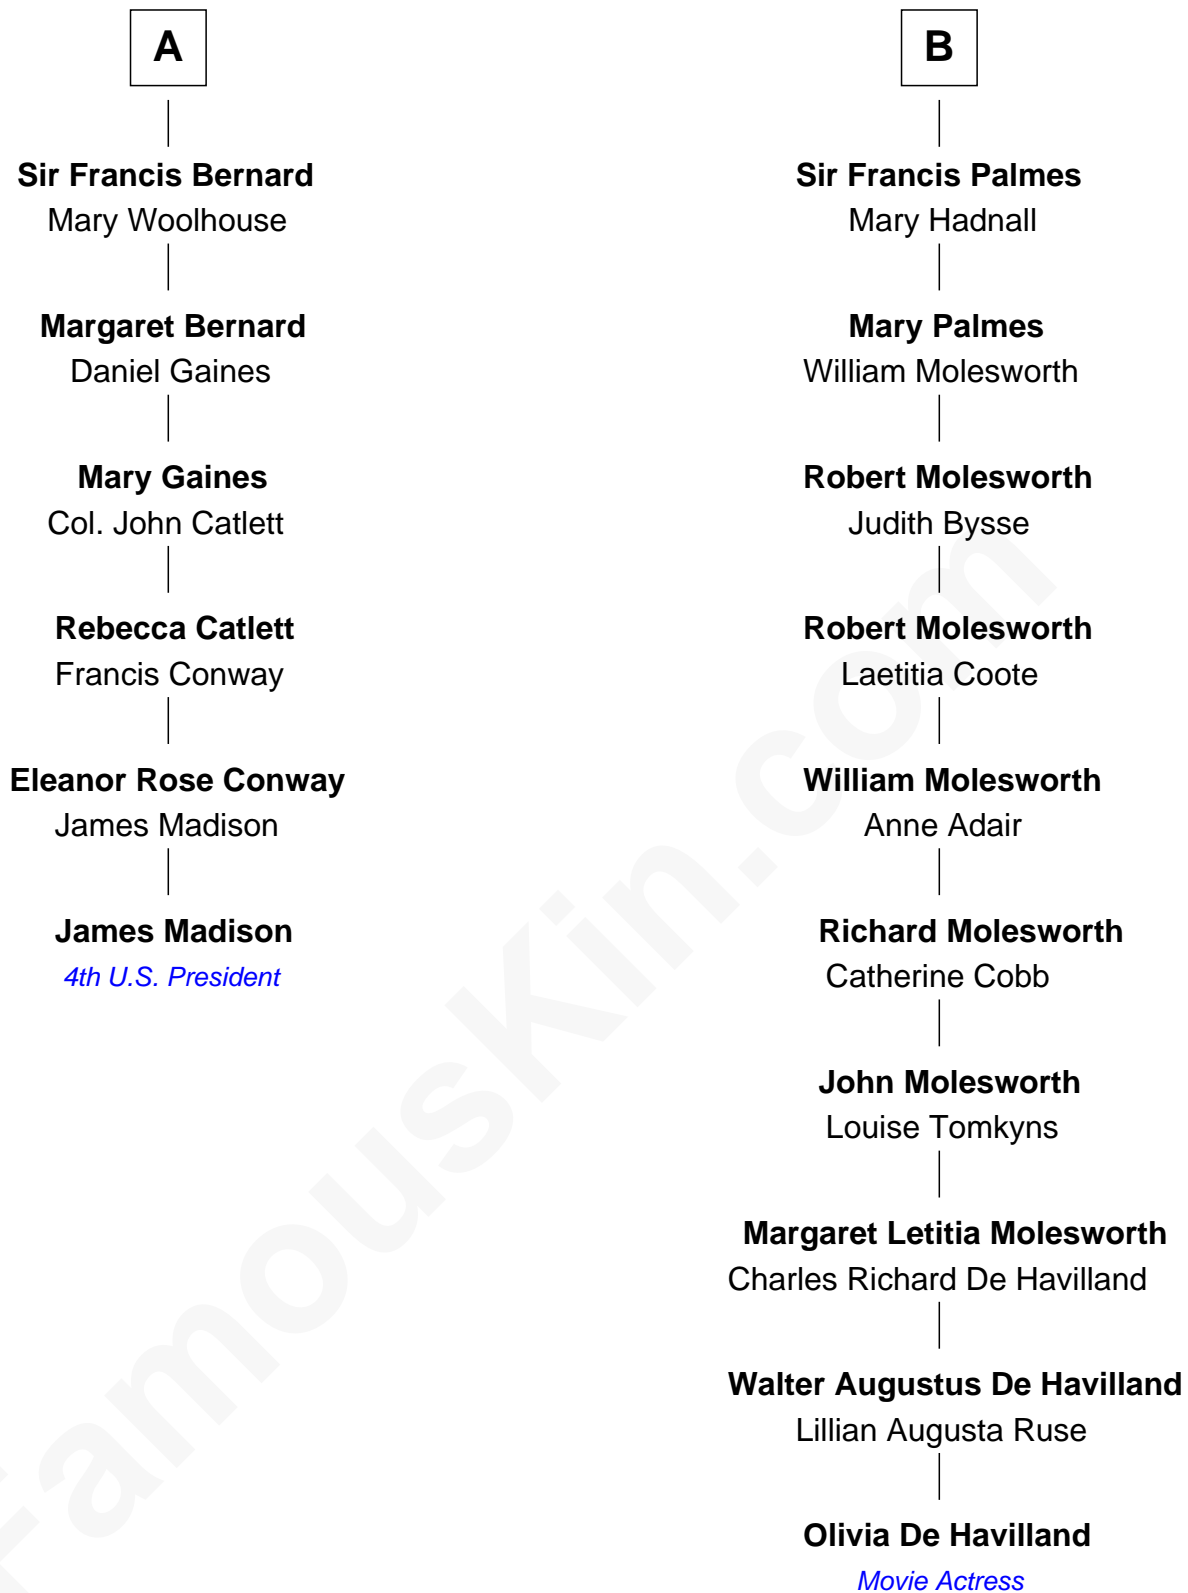 A
Sir Francis Bernard
Mary Woolhouse
Margaret Bernard
Daniel Gaines
Mary Gaines
Col. John Catlett
Rebecca Catlett
Francis Conway
Eleanor Rose Conway
James Madison
James Madison
4th U.S. President
B
Sir Francis Palmes
Mary Hadnall
Mary Palmes
William Molesworth
Robert Molesworth
Judith Bysse
Robert Molesworth
Laetitia Coote
William Molesworth
Anne Adair
Richard Molesworth
Catherine Cobb
John Molesworth
Louise Tomkyns
Margaret Letitia Molesworth
Charles Richard De Havilland
Walter Augustus De Havilland
Lillian Augusta Ruse
Olivia De Havilland
Movie Actress
FamousKin.com